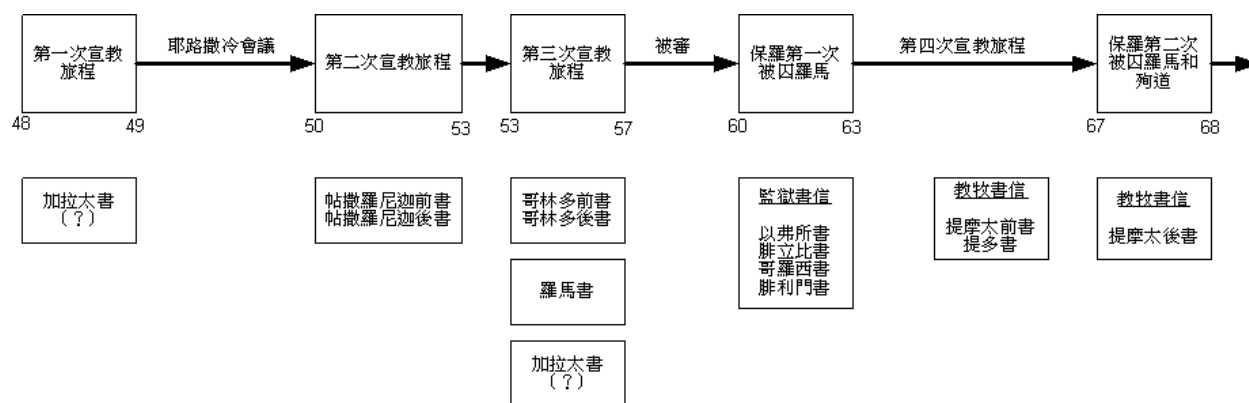 第一次宣教
旅程
耶路撒冷會議
第二次宣教旅程
第三次宣教
旅程
被審
保羅第一次
被囚羅馬
第四次宣教旅程
保羅第二次
被囚羅馬和
殉道
48
49
50
53
53
57
60
63
67
68
加拉太書
(?)
帖撒羅尼迦前書
帖撒羅尼迦後書
哥林多前書
哥林多後書
羅馬書
加拉太書
(?)
監獄書信
以弗所書
腓立比書
哥羅西書
腓利門書
教牧書信
提摩太前書
提多書
教牧書信
提摩太後書